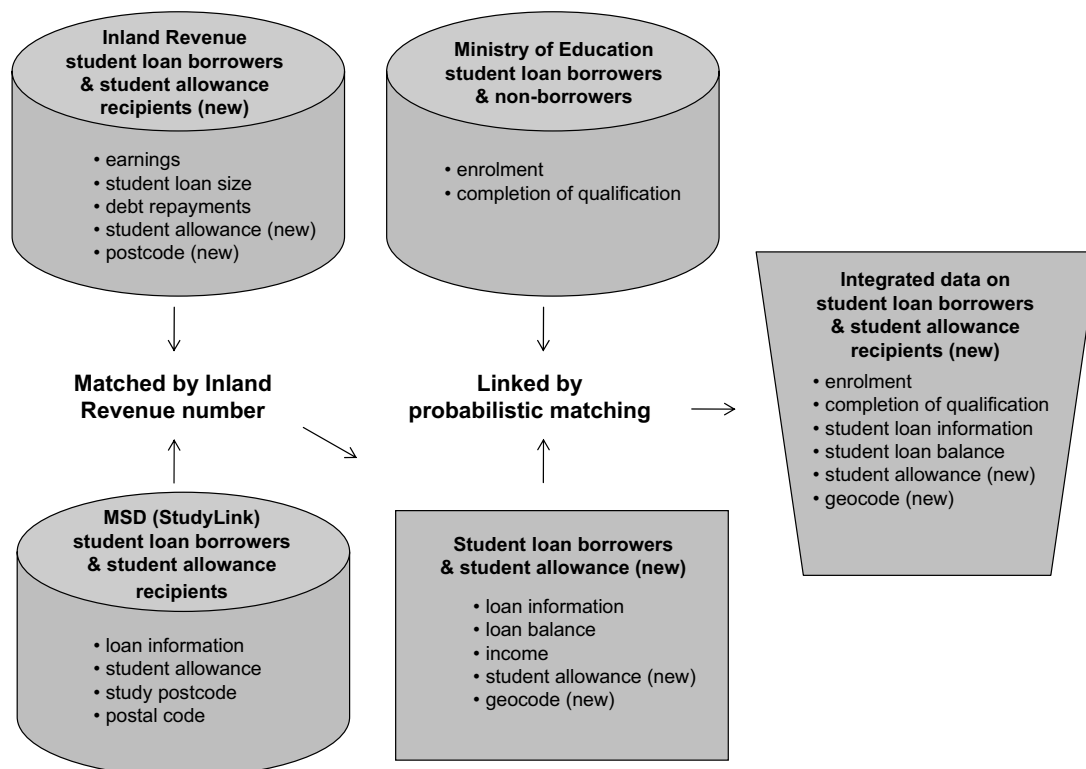 Inland Revenue
student loan borrowers
& student allowance
recipients (new)
• earnings
• student loan size
• debt repayments
• student allowance (new)
• postcode (new)
Ministry of Education
student loan borrowers
& non-borrowers
• enrolment
• completion of qualification
Matched by Inland
Revenue number
Linked by
probabilistic matching
MSD (StudyLink)
student loan borrowers
& student allowance
recipients
• loan information
• student allowance
• study postcode
• postal code
Student loan borrowers
& student allowance (new)
• loan information
• loan balance
• income
• student allowance (new)
• geocode (new)
Integrated data on
student loan borrowers
& student allowance
recipients (new)
• enrolment
• completion of qualification
• student loan information
• student loan balance
• student allowance (new)
• geocode (new)